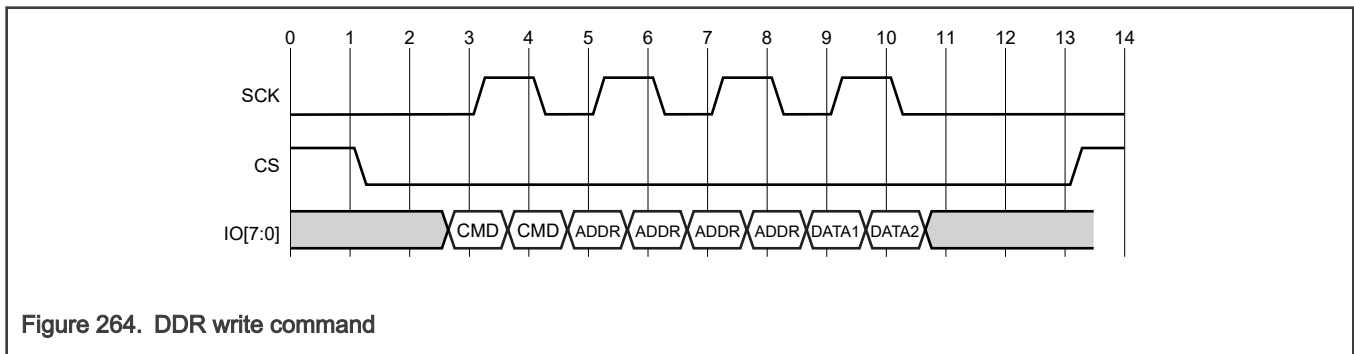 0 1 2 3 4 5 6 7 8 9 10 11 12 13 14
SCK
CS
IO[7:0] CMD CMD ADDR ADDR ADDR ADDR DATA1 DATA2
Figure 264. DDR write command